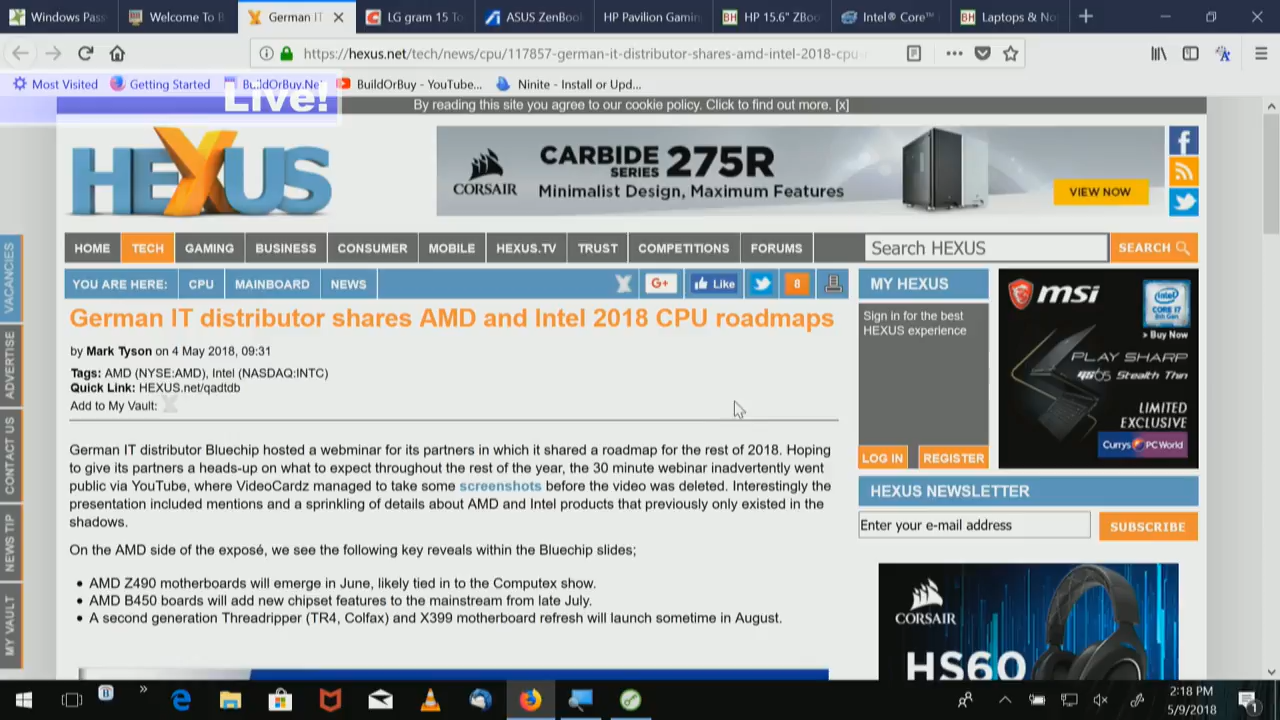 Windows Pass
Welcome To B
German IT
LG gram 15 To
ASUS ZenBoo
HP Pavilion Gamin
BH HP 15.6" ZBo
Intel® Core™
BH Laptops & No
https://hexus.net/tech/news/cpu/117857-german-it-distributor-shares-amd-intel-2018-cpu
Most Visited
Getting Started
BuildOrBuy.Ne
BuildOrBuy - YouTube...
Ninite - Install or Upd...
Live!
By reading this site you agree to our cookie policy. Click to find out more. [x]
HEXUS
CORSAIR
CARBIDE
SERIES 275R
Minimalist Design, Maximum Features
VIEW NOW
HOME TECH GAMING BUSINESS CONSUMER MOBILE HEXUS.TV TRUST COMPETITIONS FORUMS
Search HEXUS
SEARCH
YOU ARE HERE: CPU MAINBOARD NEWS
G+
Like
8
MY HEXUS
Sign in for the best
HEXUS experience
LOG IN
REGISTER
msi
> Buy Now
PLAY SHARP
Stealth Thin
LIMITED
EXCLUSIVE
Currys PC World
VACANCIES
ADVERTISE
CONTACT US
NEWS TIP
MY VAULT
German IT distributor shares AMD and Intel 2018 CPU roadmaps
by Mark Tyson on 4 May 2018, 09:31
Tags: AMD (NYSE:AMD), Intel (NASDAQ:INTC)
Quick Link: HEXUS.net/qadtdb
Add to My Vault:
German IT distributor Bluechip hosted a webminar for its partners in which it shared a roadmap for the rest of 2018. Hoping
to give its partners a heads-up on what to expect throughout the rest of the year, the 30 minute webinar inadvertently went
public via YouTube, where VideoCardz managed to take some screenshots before the video was deleted. Interestingly the
presentation included mentions and a sprinkling of details about AMD and Intel products that previously only existed in the
shadows.
On the AMD side of the exposé, we see the following key reveals within the Bluechip slides;
• AMD Z490 motherboards will emerge in June, likely tied in to the Computex show.
• AMD B450 boards will add new chipset features to the mainstream from late July.
• A second generation Threadripper (TR4, Colfax) and X399 motherboard refresh will launch sometime in August.
HEXUS NEWSLETTER
Enter your e-mail address
SUBSCRIBE
CORSAIR
HS60
2:18 PM
5/9/2018
1